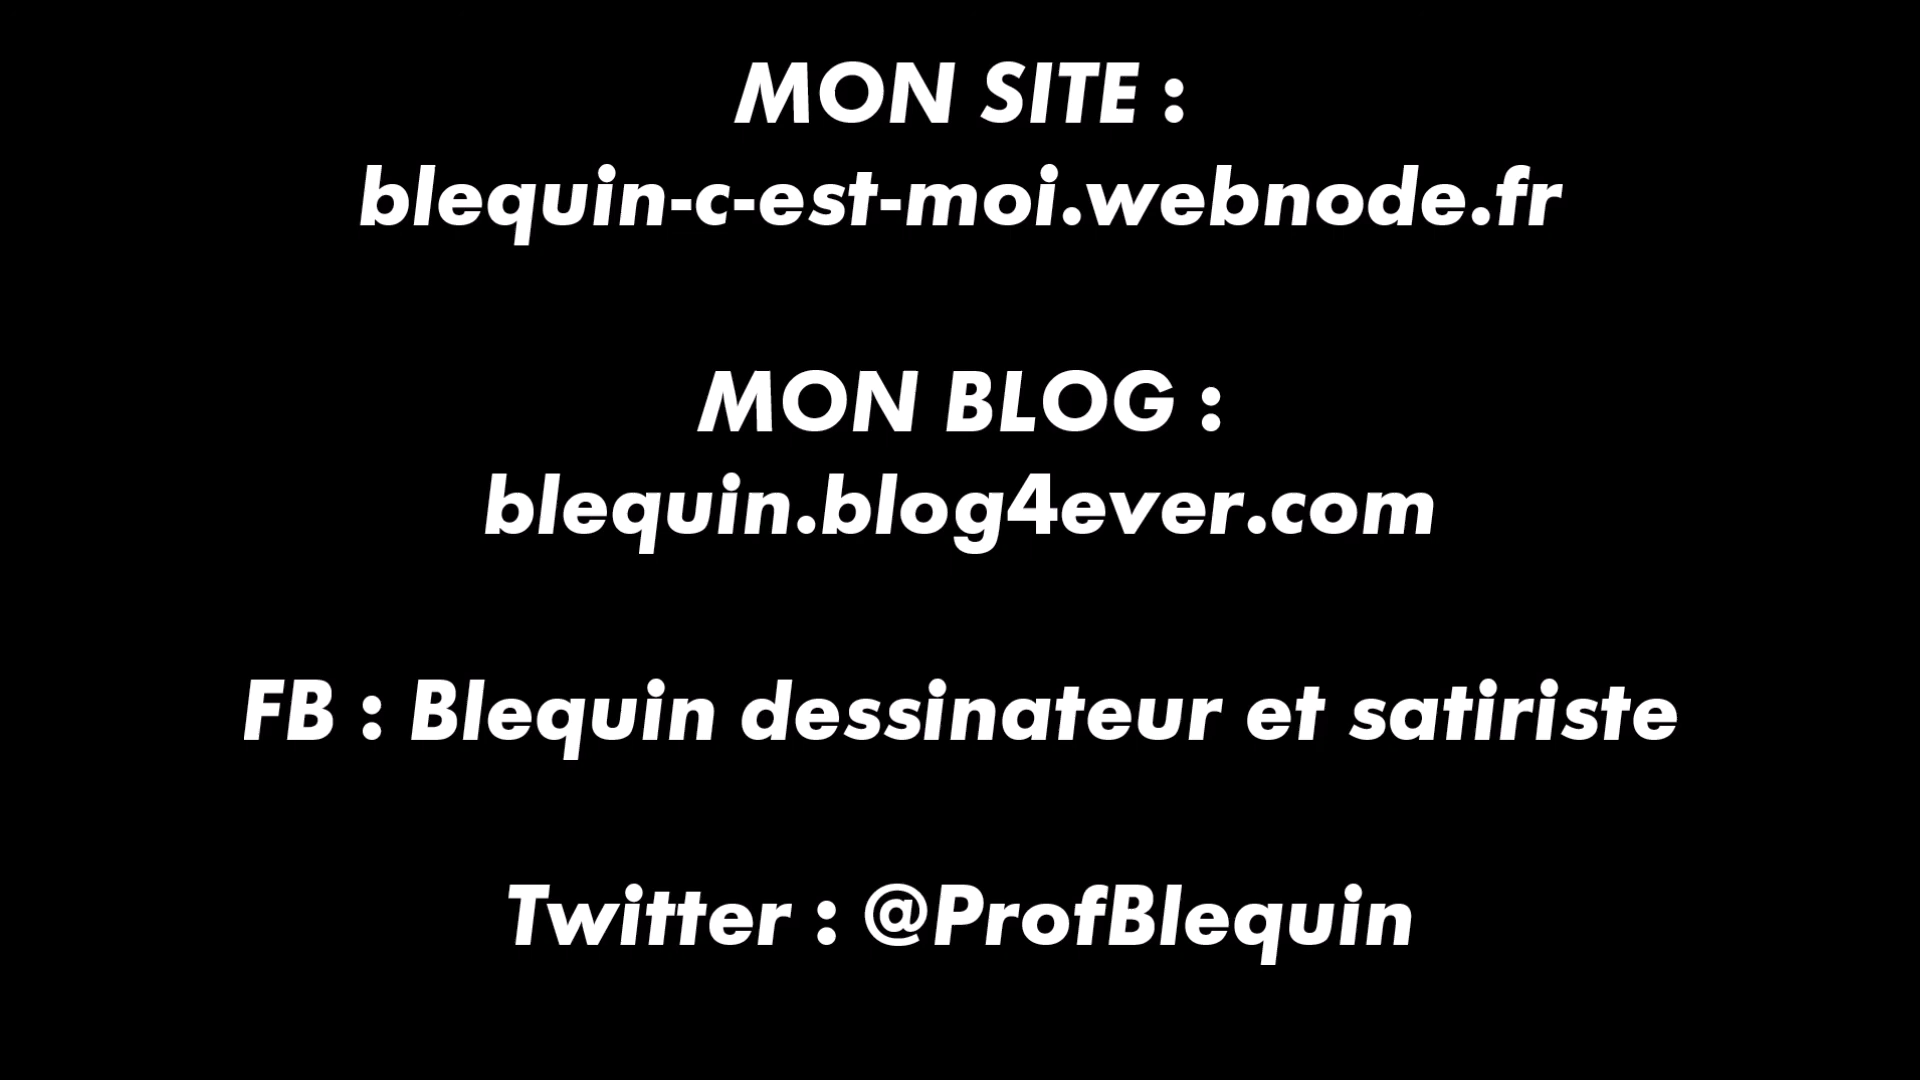 MON SITE :
blequin-c-est-moi.webnode.fr
MON BLOG :
blequin.blog4ever.com
FB : Blequin dessinateur et satiriste
Twitter : @ProfBlequin